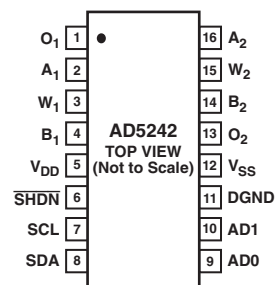 O1 1 16 A2
A1 2 15 W2
W1 3 14 B2
B1 4 AD5242 13 O2
TOP VIEW
VDD 5 (Not to Scale) 12 VSS
SHDN 6 11 DGND
SCL 7 10 AD1
SDA 8 9 AD0